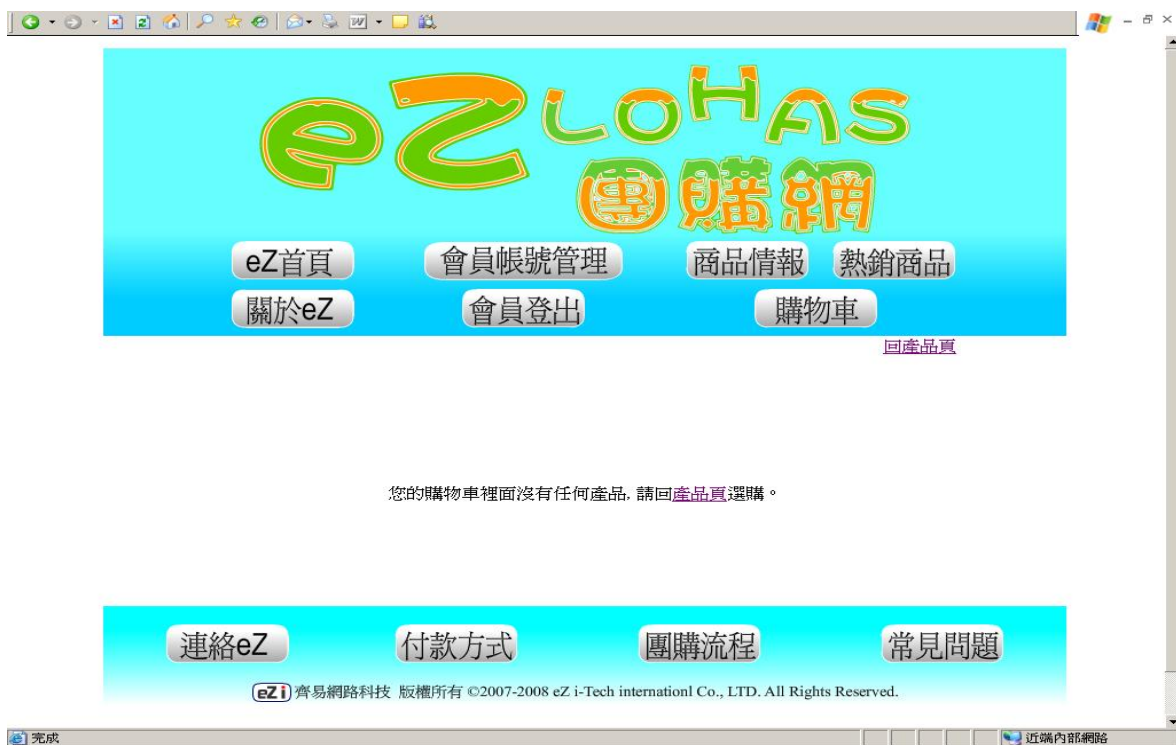 eZ LOHAS
團購網
eZ首頁 會員帳號管理 商品情報 熱銷商品
關於eZ 會員登出 購物車
回產品頁
您的購物車裡面沒有任何產品, 請回產品頁選購。
連絡eZ 付款方式 團購流程 常見問題
eZi 齊易網路科技 版權所有 ©2007-2008 eZ i-Tech internationl Co., LTD. All Rights Reserved.
完成 近端內部網路